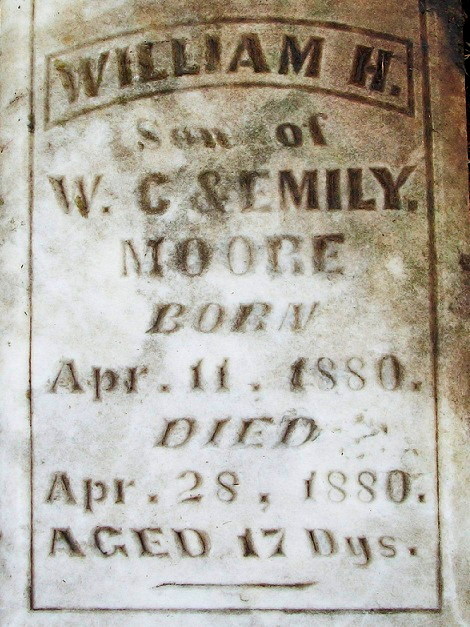 WILLIAM H.
Son of
W. C & EMILY.
MOORE
BORN
Apr. 11, 1880.
DIED
Apr. 28, 1880.
AGED 17 Dys.